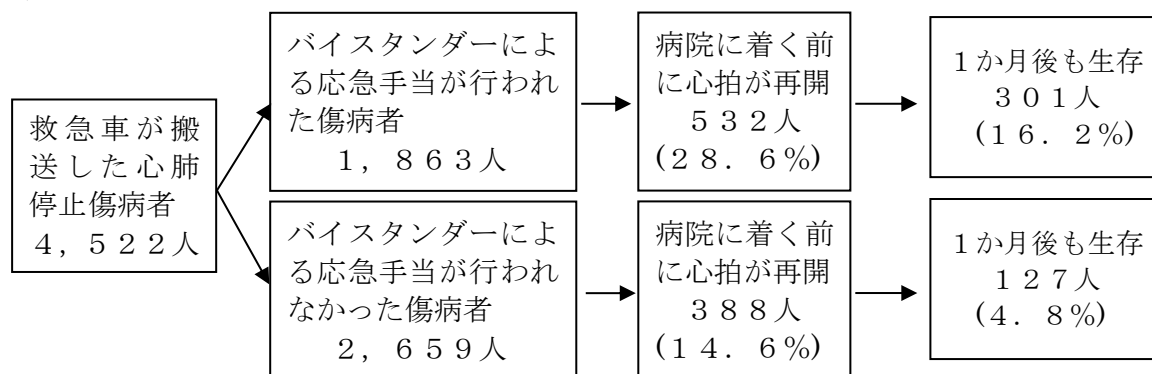 救急車が搬
送した心肺
停止傷病者
４，５２２人
バイスタンダーによ
る応急手当が行われ
た傷病者
１，８６３人
病院に着く前
に心拍が再開
５３２人
(２８．６％)
１か月後も生存
３０１人
(１６．２％)
バイスタンダーによ
る応急手当が行われ
なかった傷病者
２，６５９人
病院に着く前
に心拍が再開
３８８人
(１４．６％)
１か月後も生存
１２７人
(４．８％)